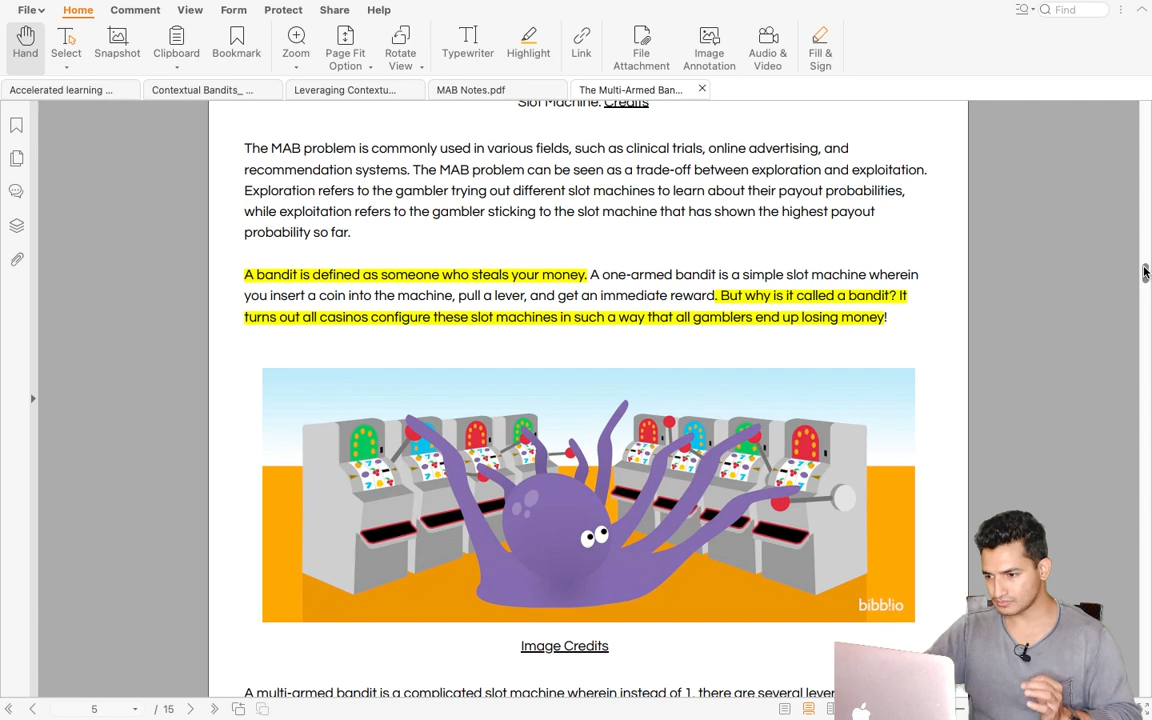 File Home Comment View Form Protect Share Help Find
Hand Select Snapshot Clipboard Bookmark Zoom Page Fit Option Rotate View Typewriter Highlight Link File Attachment Image Annotation Audio & Video Fill & Sign
Accelerated learning ... Contextual Bandits_ ... Leveraging Contextu... MAB Notes.pdf The Multi-Armed Ban...
Slot Machine. Credits
The MAB problem is commonly used in various fields, such as clinical trials, online advertising, and
recommendation systems. The MAB problem can be seen as a trade-off between exploration and exploitation.
Exploration refers to the gambler trying out different slot machines to learn about their payout probabilities,
while exploitation refers to the gambler sticking to the slot machine that has shown the highest payout
probability so far.
A bandit is defined as someone who steals your money. A one-armed bandit is a simple slot machine wherein
you insert a coin into the machine, pull a lever, and get an immediate reward. But why is it called a bandit? It
turns out all casinos configure these slot machines in such a way that all gamblers end up losing money!
bibblio
Image Credits
A multi-armed bandit is a complicated slot machine wherein instead of 1, there are several lever
5 / 15